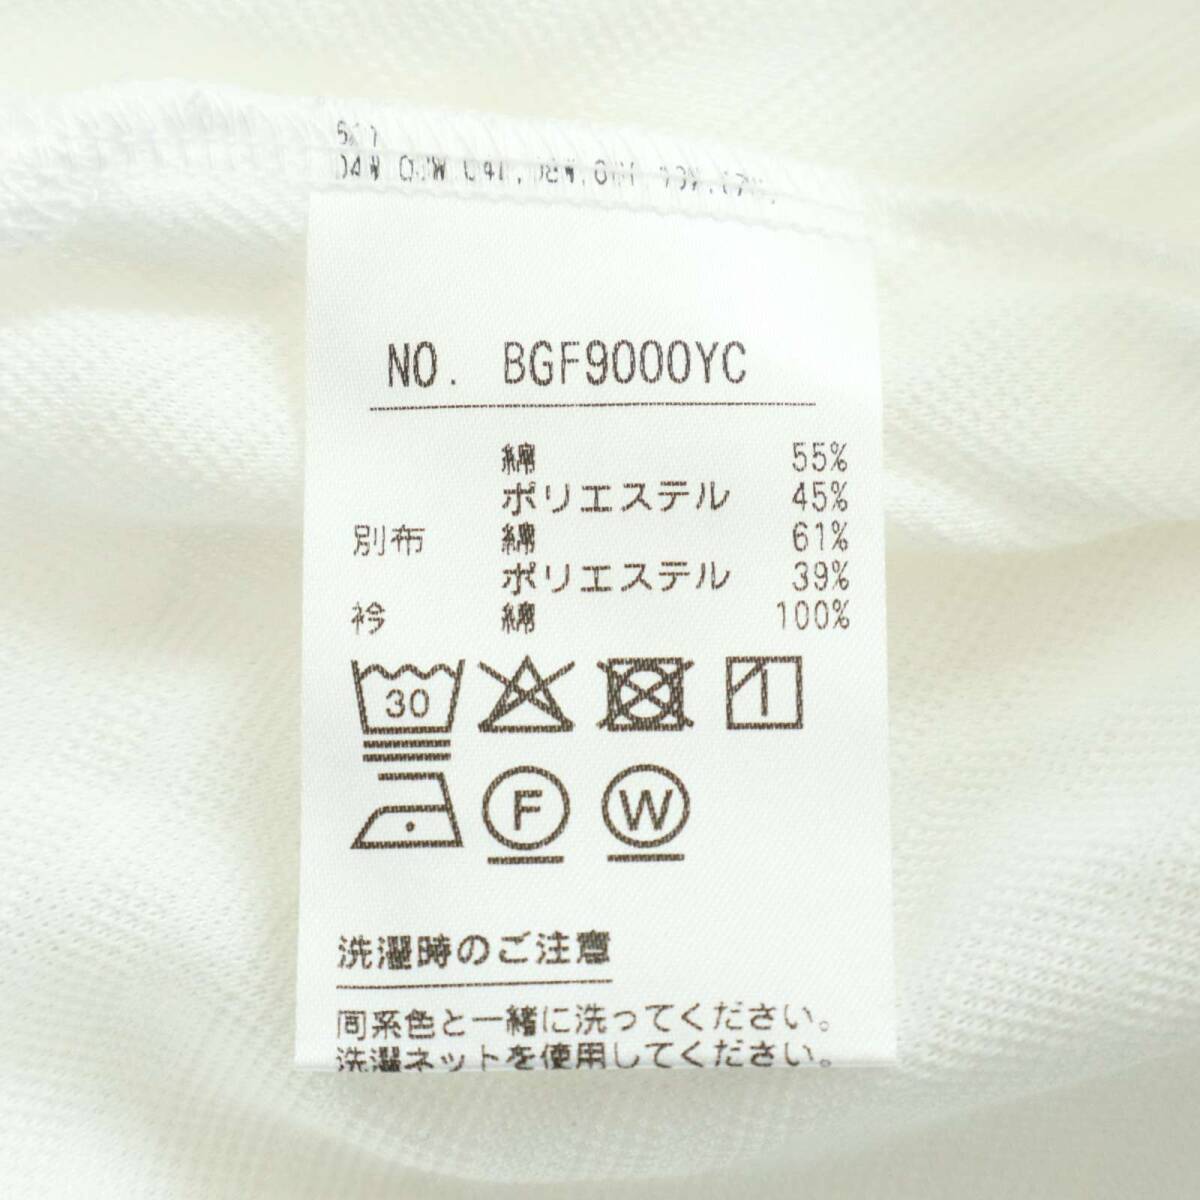 NO. BGF9000YC
綿 55%
ポリエステル 45%
別布 綿 61%
ポリエステル 39%
衿 綿 100%
30
1
F
W
洗濯時のご注意
同系色と一緒に洗ってください。
洗濯ネットを使用してください。